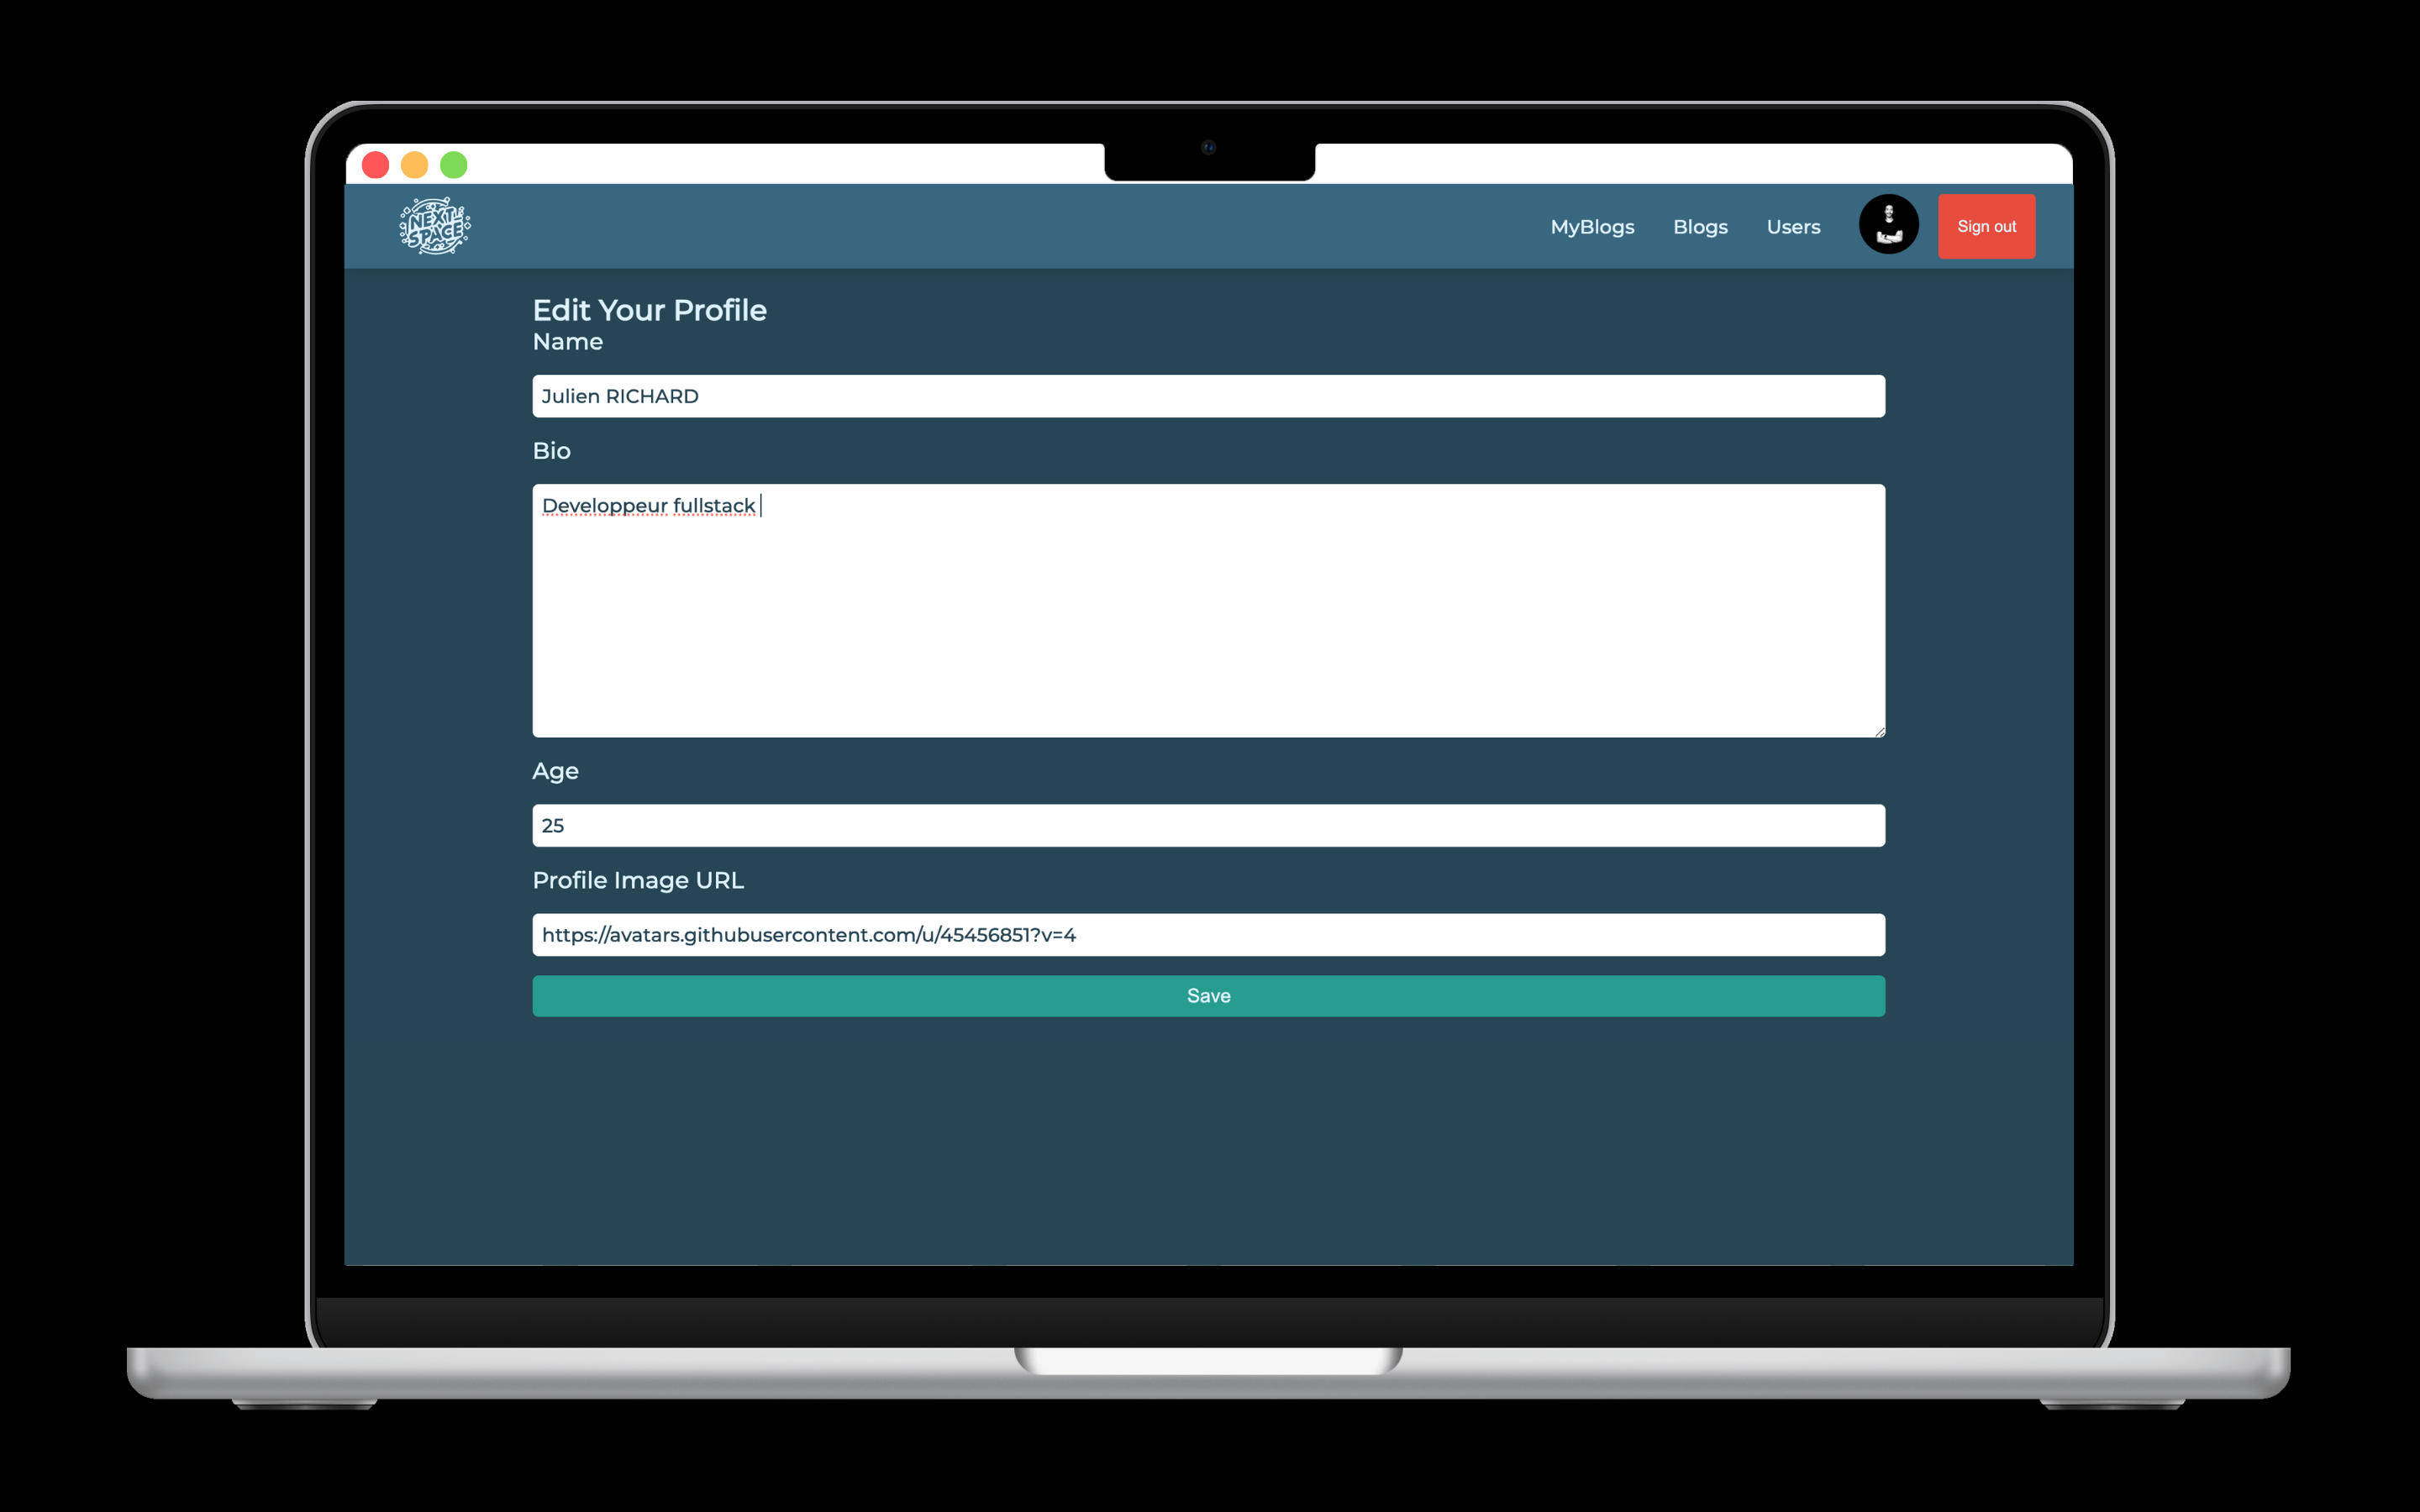 NEXT
SPACE
MyBlogs
Blogs
Users
Sign out
Edit Your Profile
Name
Julien RICHARD
Bio
Developpeur fullstack
Age
25
Profile Image URL
https://avatars.githubusercontent.com/u/45456851?v=4
Save